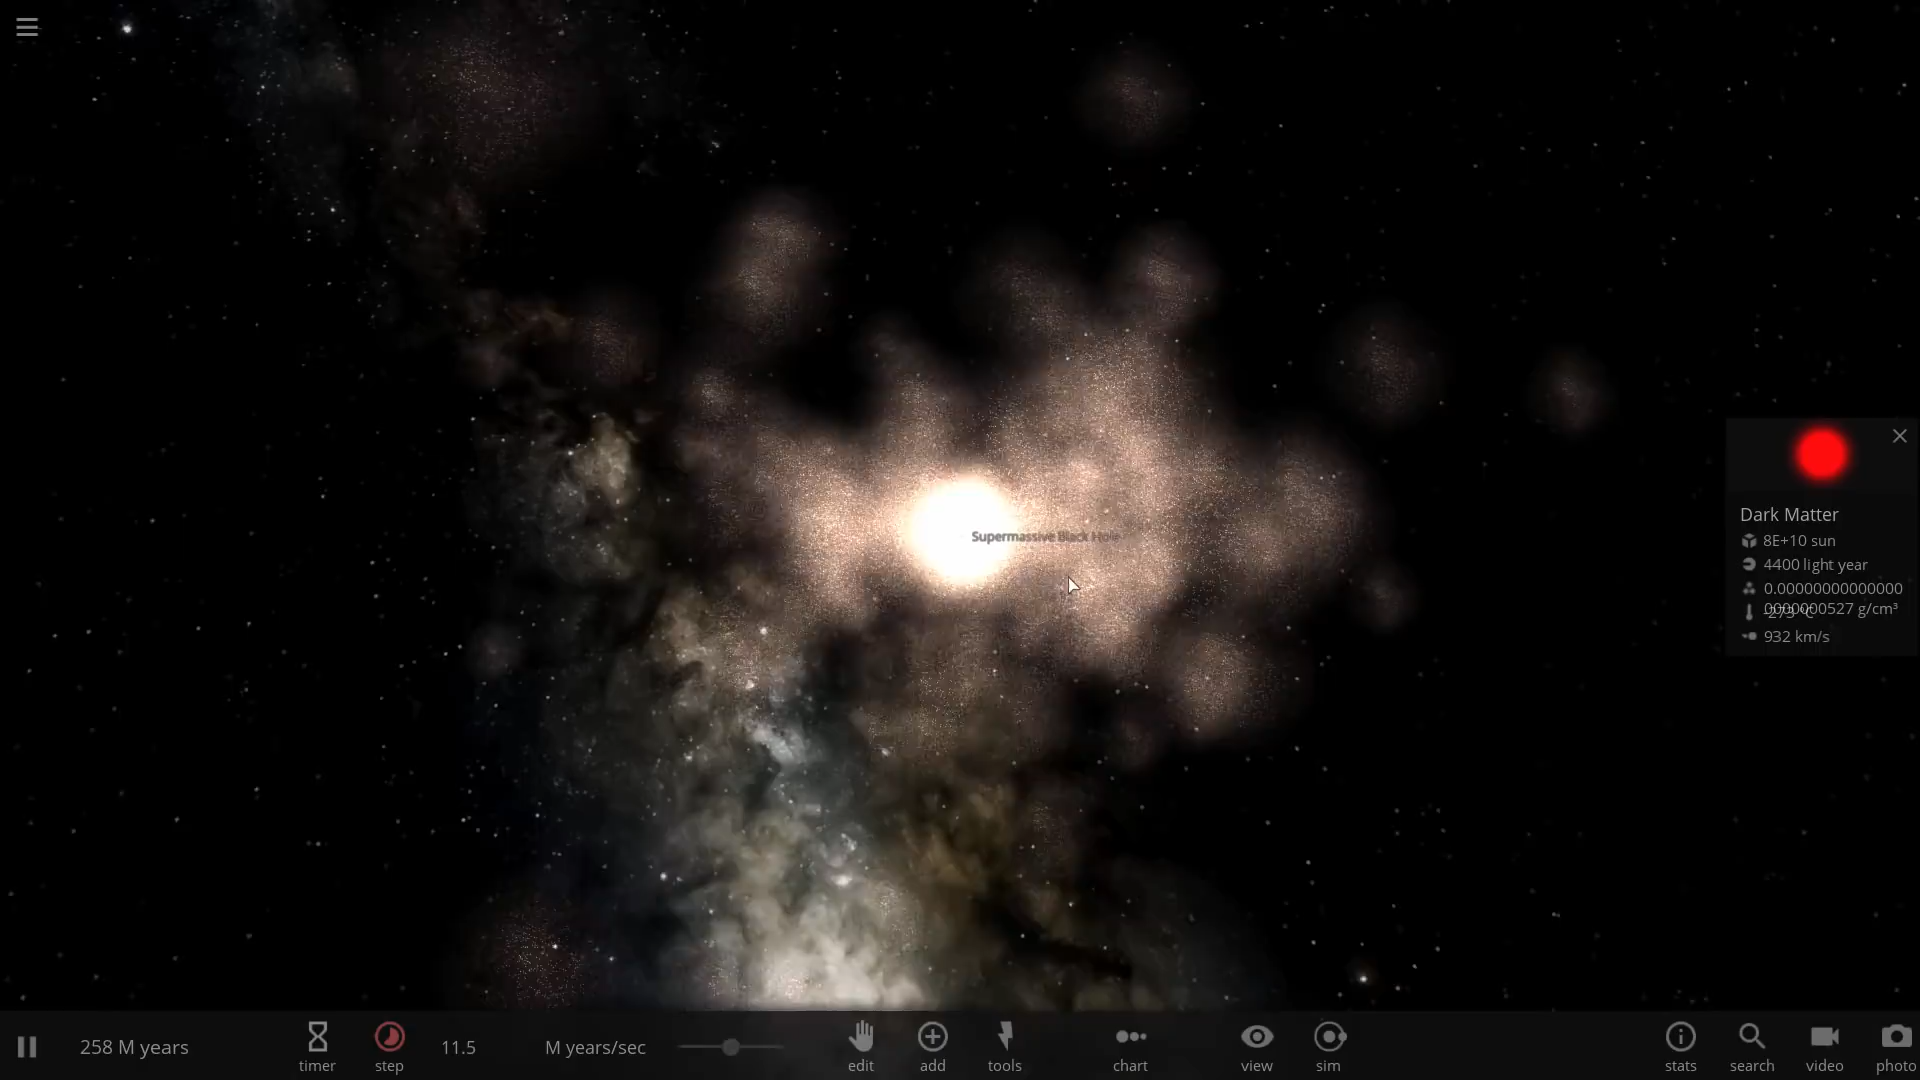 Supermassive Black Hole
Dark Matter
8E+10 sun
4400 light year
0.00000000000000
0000000527 g/cm³
-273 °C
932 km/s
258 M years
timer
step
11.5
M years/sec
edit
add
tools
chart
view
sim
stats
search
video
photo